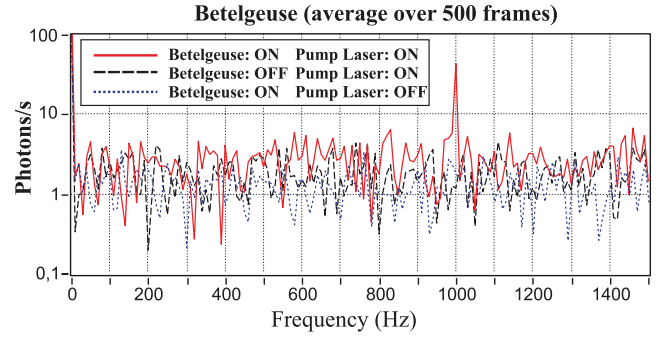 Betelgeuse (average over 500 frames)
Photons/s
100
10
1
0,1
Betelgeuse: ON Pump Laser: ON
Betelgeuse: OFF Pump Laser: ON
Betelgeuse: ON Pump Laser: OFF
0 200 400 600 800 1000 1200 1400
Frequency (Hz)